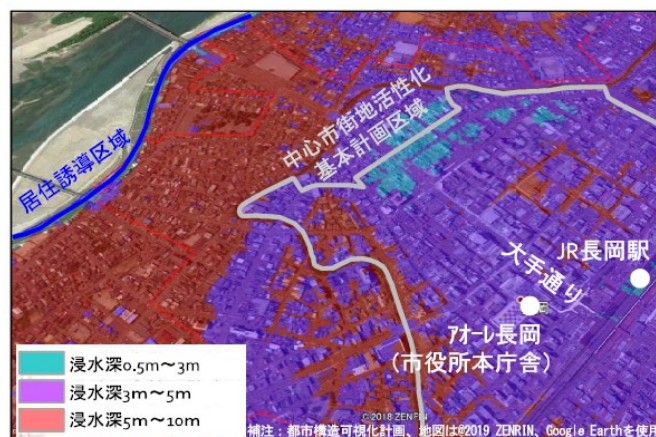 居住誘導区域
中心市街地活性化
基本計画区域
JR長岡駅
大手通り
岡
ｱｵｰﾚ長岡
(市役所本庁舎)
浸水深0.5m～3m
浸水深3m～5m
浸水深5m～10m
© 2018 ZENRIN
補注：都市構造可視化計画、地図は©2019 ZENRIN、Google Earthを使用